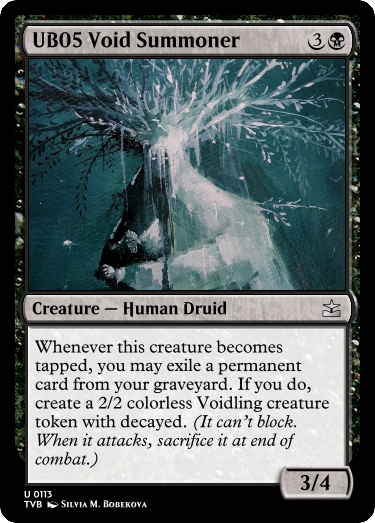 UB05 Void Summoner 3
Creature — Human Druid
Whenever this creature becomes
tapped, you may exile a permanent
card from your graveyard. If you do,
create a 2/2 colorless Voidling creature
token with decayed. (It can't block.
When it attacks, sacrifice it at end of
combat.)
3/4
U 0113
TVB Silvia M. Bobekova